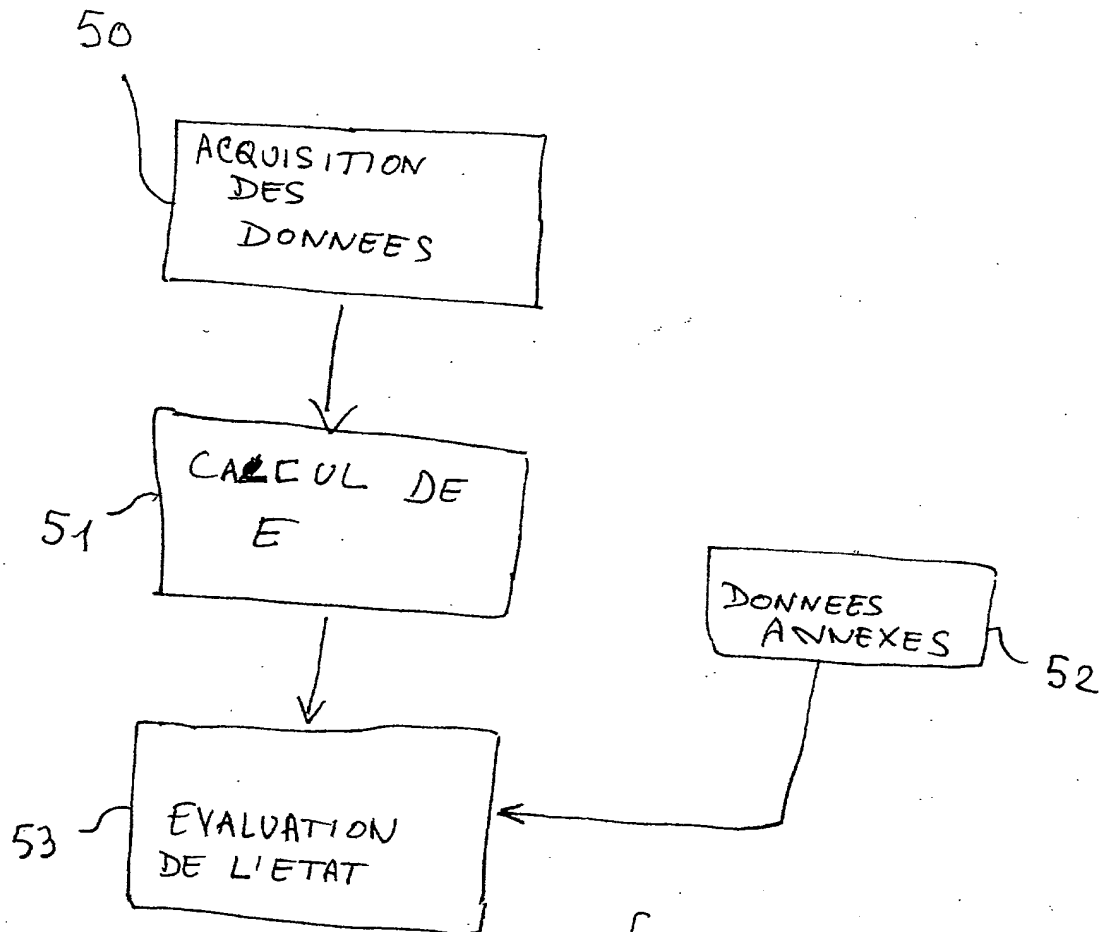 50
ACQUISITION
DES
DONNEES
CALCUL DE
E
51
DONNEES
ANNEXES
52
EVALUATION
DE L'ETAT
53